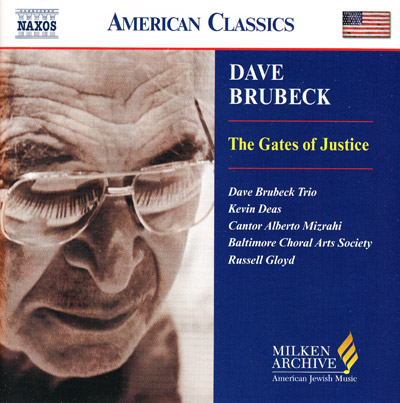 NAXOS
AMERICAN CLASSICS
DAVE
BRUBECK
The Gates of Justice
Dave Brubeck Trio
Kevin Deas
Cantor Alberto Mizrahi
Baltimore Choral Arts Society
Russell Gloyd
MILKEN
ARCHIVE
American Jewish Music